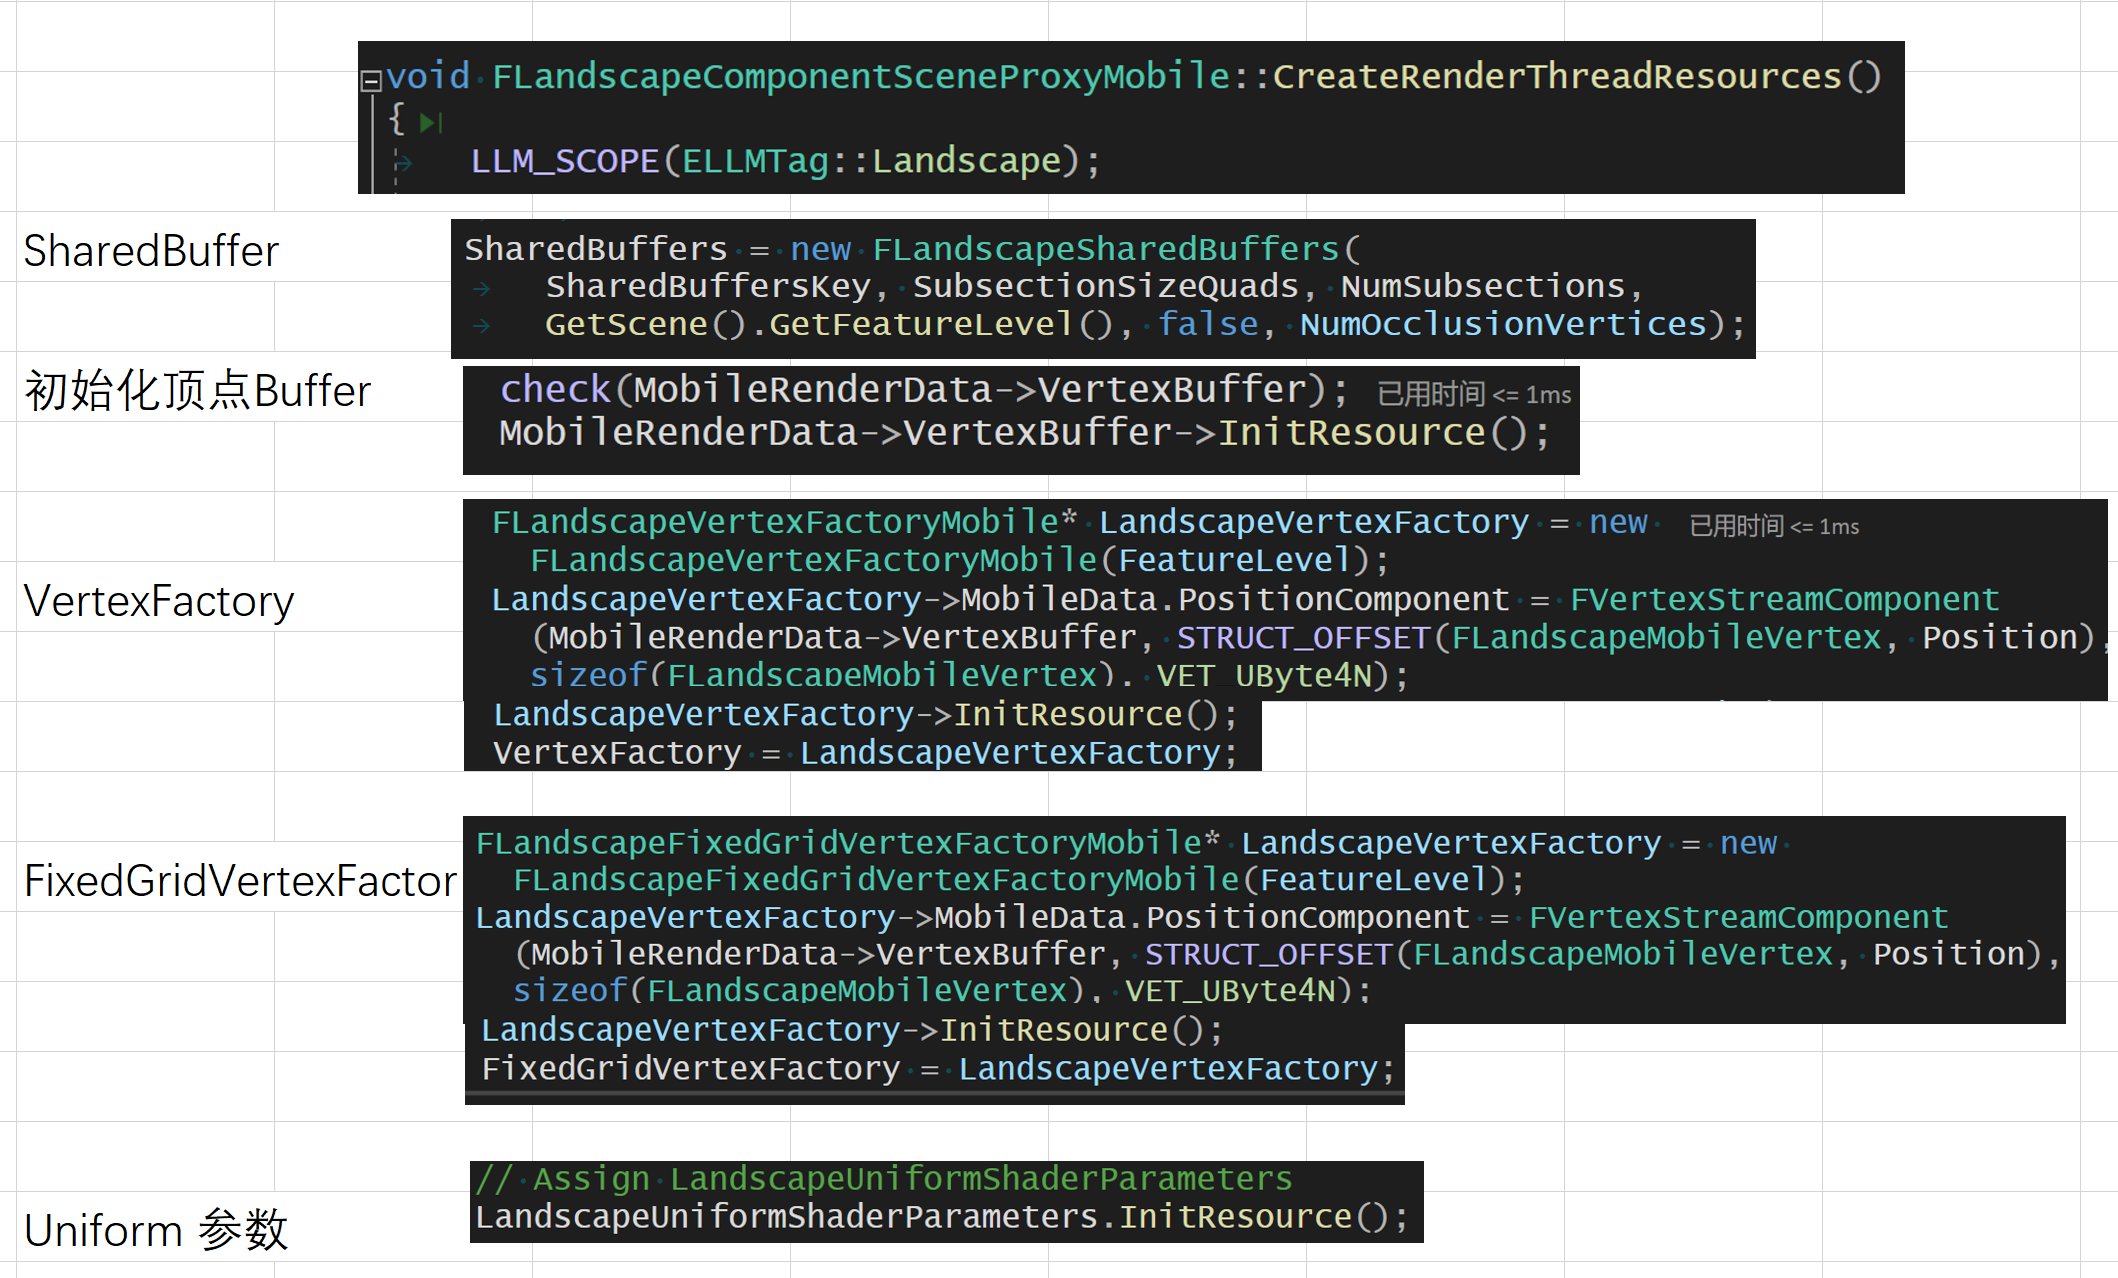 void FLandscapeComponentSceneProxyMobile::CreateRenderThreadResources()
{
LLM_SCOPE(ELLMTag::Landscape);
SharedBuffer
SharedBuffers = new FLandscapeSharedBuffers(
SharedBuffersKey, SubsectionSizeQuads, NumSubsections,
GetScene().GetFeatureLevel(), false, NumOcclusionVertices);
初始化顶点Buffer
check(MobileRenderData->VertexBuffer); 已用时间 <= 1ms
MobileRenderData->VertexBuffer->InitResource();
VertexFactory
FLandscapeVertexFactoryMobile* LandscapeVertexFactory = new 已用时间 <= 1ms
FLandscapeVertexFactoryMobile(FeatureLevel);
LandscapeVertexFactory->MobileData.PositionComponent = FVertexStreamComponent
(MobileRenderData->VertexBuffer, STRUCT_OFFSET(FLandscapeMobileVertex, Position),
sizeof(FLandscapeMobileVertex), VET_UByte4N);
LandscapeVertexFactory->InitResource();
VertexFactory = LandscapeVertexFactory;
FixedGridVertexFactor
FLandscapeFixedGridVertexFactoryMobile* LandscapeVertexFactory = new
FLandscapeFixedGridVertexFactoryMobile(FeatureLevel);
LandscapeVertexFactory->MobileData.PositionComponent = FVertexStreamComponent
(MobileRenderData->VertexBuffer, STRUCT_OFFSET(FLandscapeMobileVertex, Position),
sizeof(FLandscapeMobileVertex), VET_UByte4N);
LandscapeVertexFactory->InitResource();
FixedGridVertexFactory = LandscapeVertexFactory;
Uniform 参数
// Assign LandscapeUniformShaderParameters
LandscapeUniformShaderParameters.InitResource();